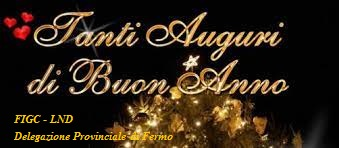 Tanti Auguri
di Buon Anno
FIGC - LND
Delegazione Provinciale di Fermo